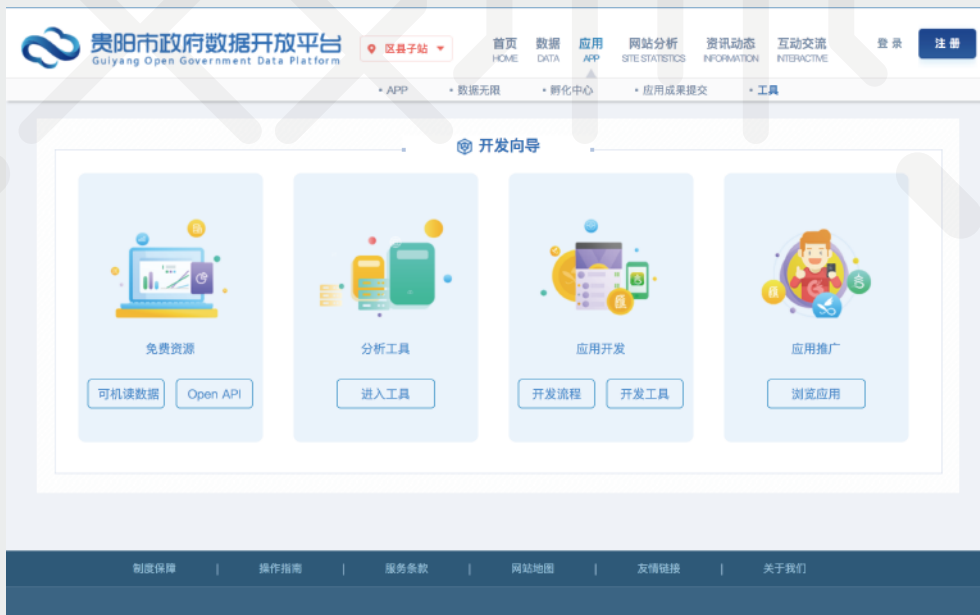 贵阳市政府数据开放平台
Guiyang Open Government Data Platform
区县子站
首页 数据 应用 网站分析 资讯动态 互动交流 登录 注册
HOME DATA APP SITE STATISTICS INFORMATION INTERACTIVE
• APP • 数据无限 • 孵化中心 • 应用成果提交 • 工具
开发向导
免费资源 分析工具 应用开发 应用推广
可机读数据 Open API 进入工具 开发流程 开发工具 浏览应用
制度保障 | 操作指南 | 服务条款 | 网站地图 | 友情链接 | 关于我们